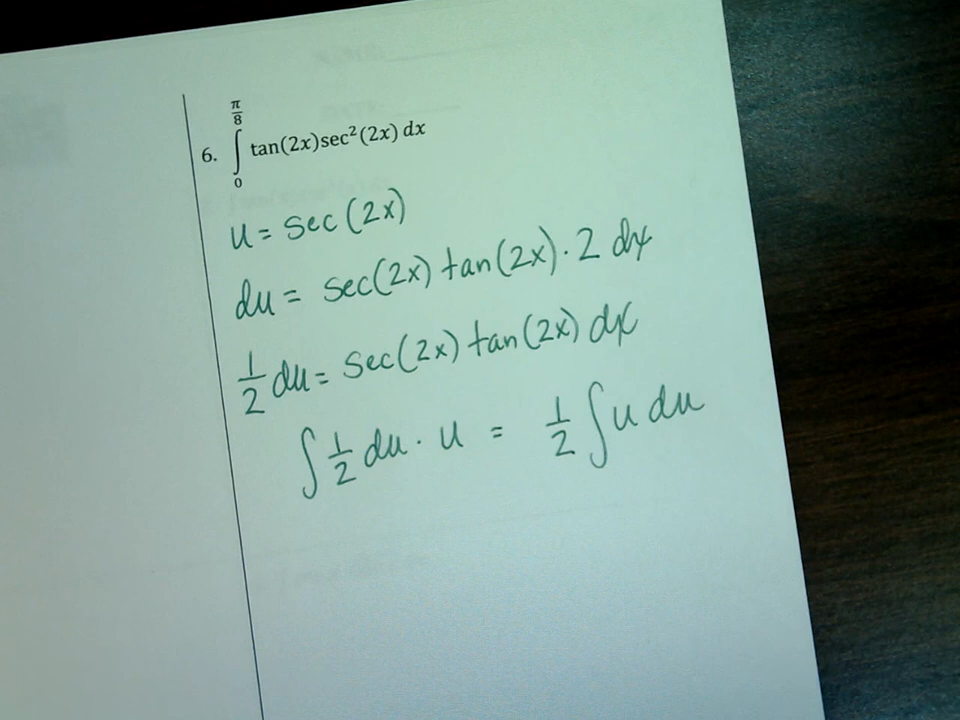 6. ∫₀^(π/8) tan(2x)sec²(2x) dx
u = sec(2x)
du = sec(2x) tan(2x) · 2 dx
1/2 du = sec(2x) tan(2x) dx
∫ 1/2 du · u = 1/2 ∫ u du